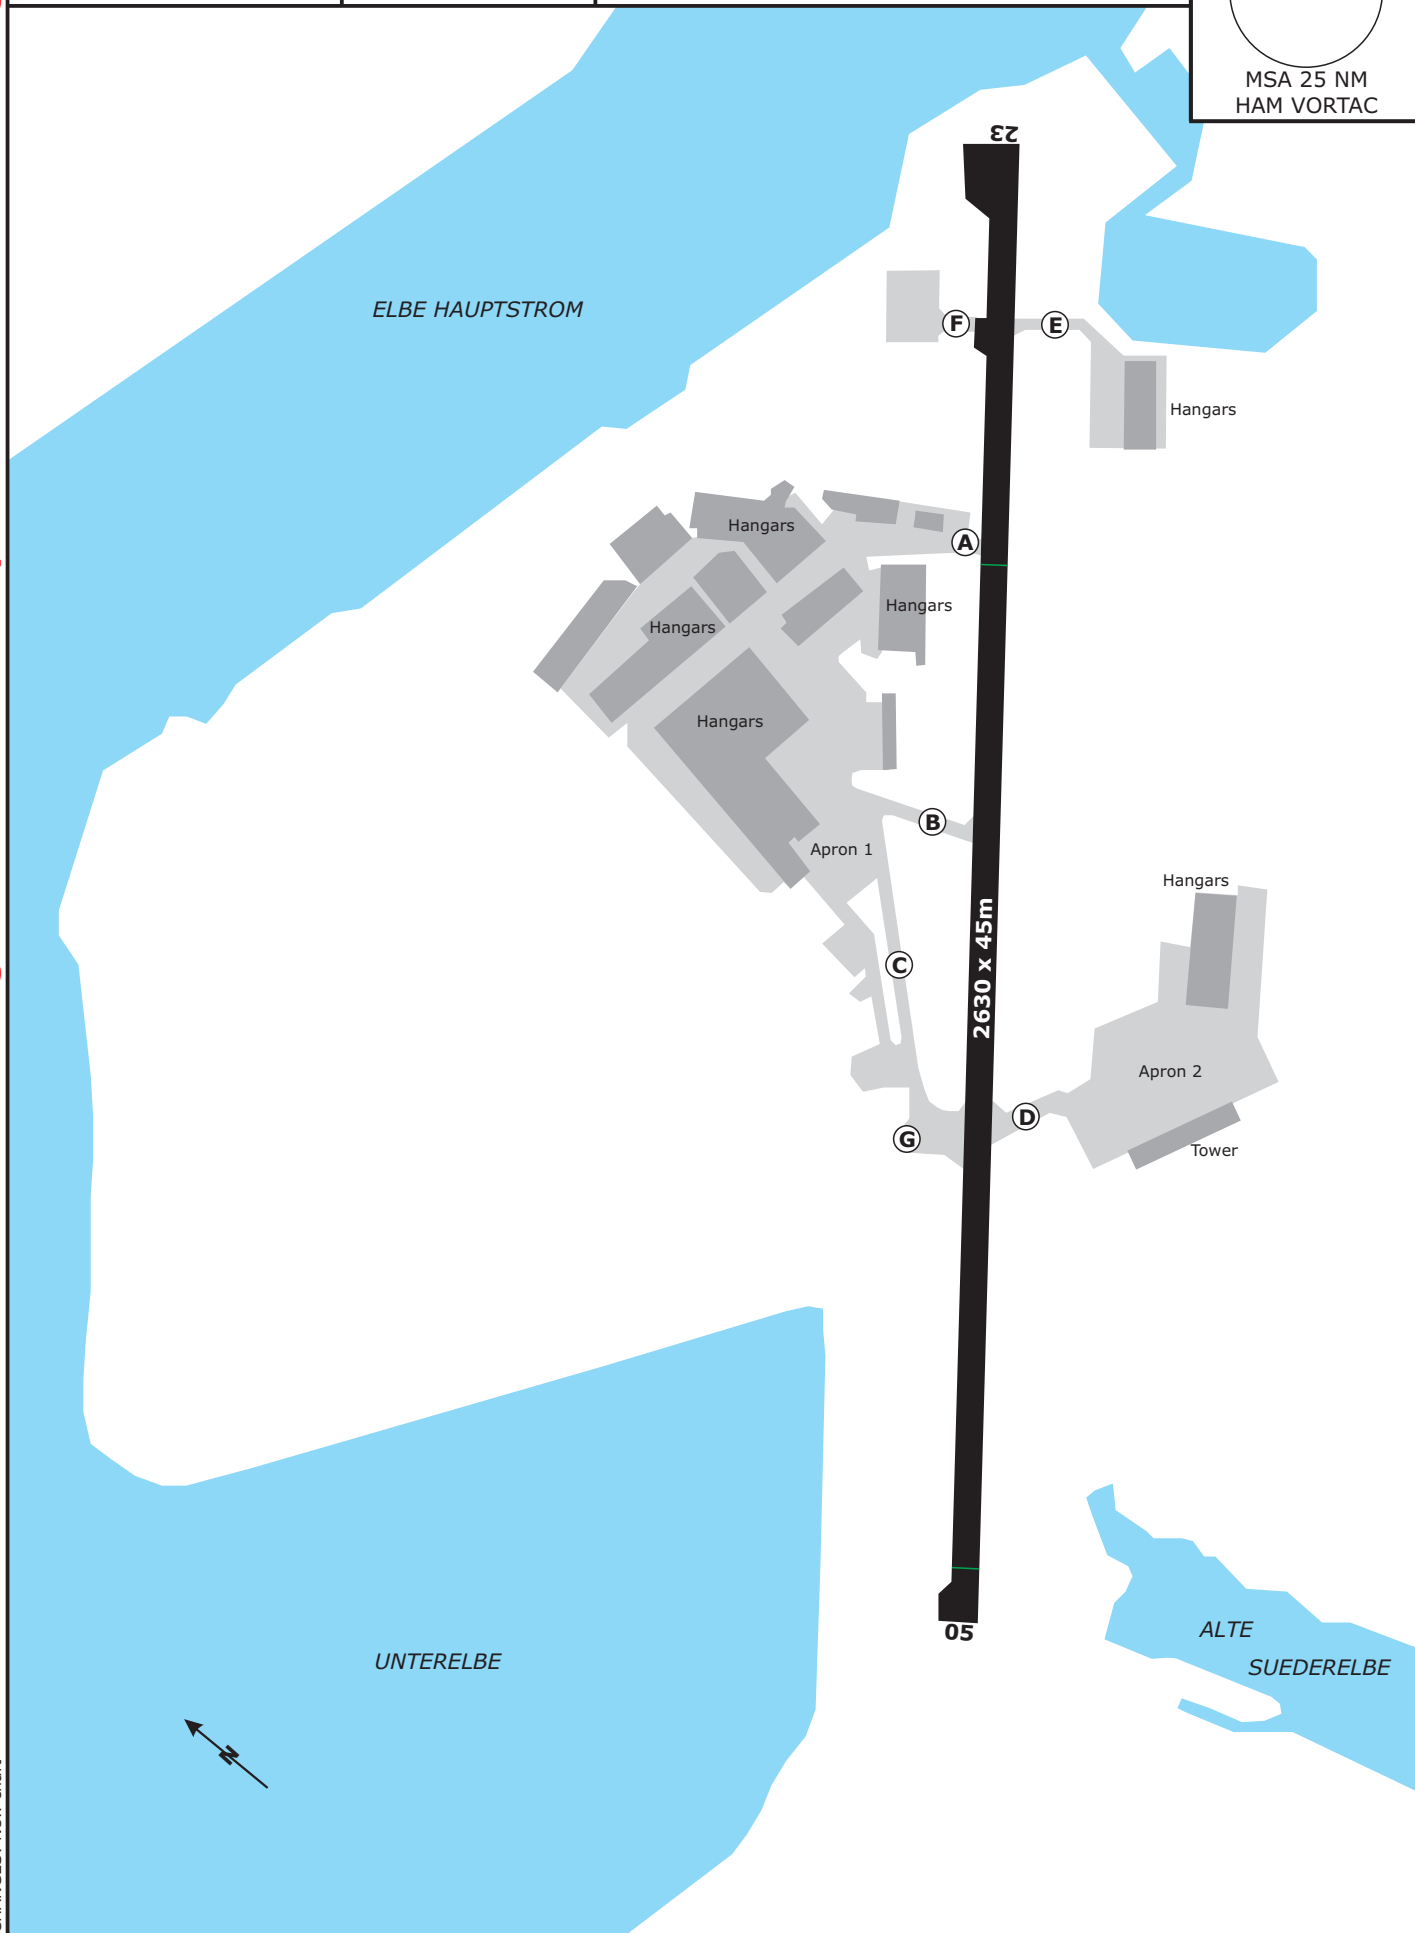 MSA 25 NM
HAM VORTAC
23
ELBE HAUPTSTROM
F
E
Hangars
Hangars
A
Hangars
Hangars
Hangars
B
Apron 1
Hangars
2630 x 45m
C
Apron 2
D
G
Tower
05
ALTE
SUEDERELBE
UNTERELBE
N